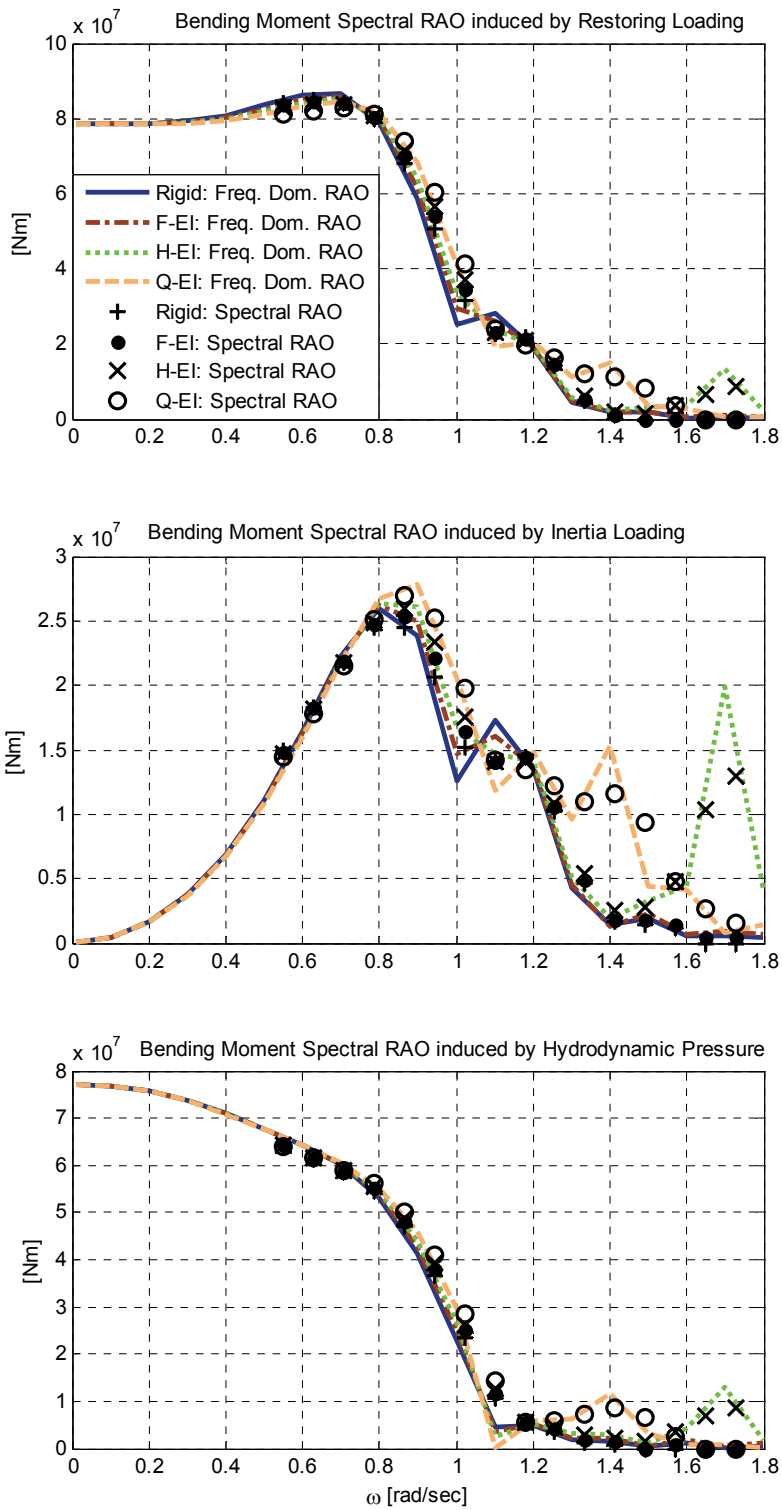 x 10^7 Bending Moment Spectral RAO induced by Restoring Loading
10
8
6
4
2
0
[Nm]
Rigid: Freq. Dom. RAO
F-EI: Freq. Dom. RAO
H-EI: Freq. Dom. RAO
Q-EI: Freq. Dom. RAO
Rigid: Spectral RAO
F-EI: Spectral RAO
H-EI: Spectral RAO
Q-EI: Spectral RAO
0 0.2 0.4 0.6 0.8 1 1.2 1.4 1.6 1.8
x 10^7 Bending Moment Spectral RAO induced by Inertia Loading
3
2.5
2
1.5
1
0.5
0
[Nm]
0 0.2 0.4 0.6 0.8 1 1.2 1.4 1.6 1.8
x 10^7 Bending Moment Spectral RAO induced by Hydrodynamic Pressure
8
7
6
5
4
3
2
1
0
[Nm]
0 0.2 0.4 0.6 0.8 1 1.2 1.4 1.6 1.8
ω [rad/sec]